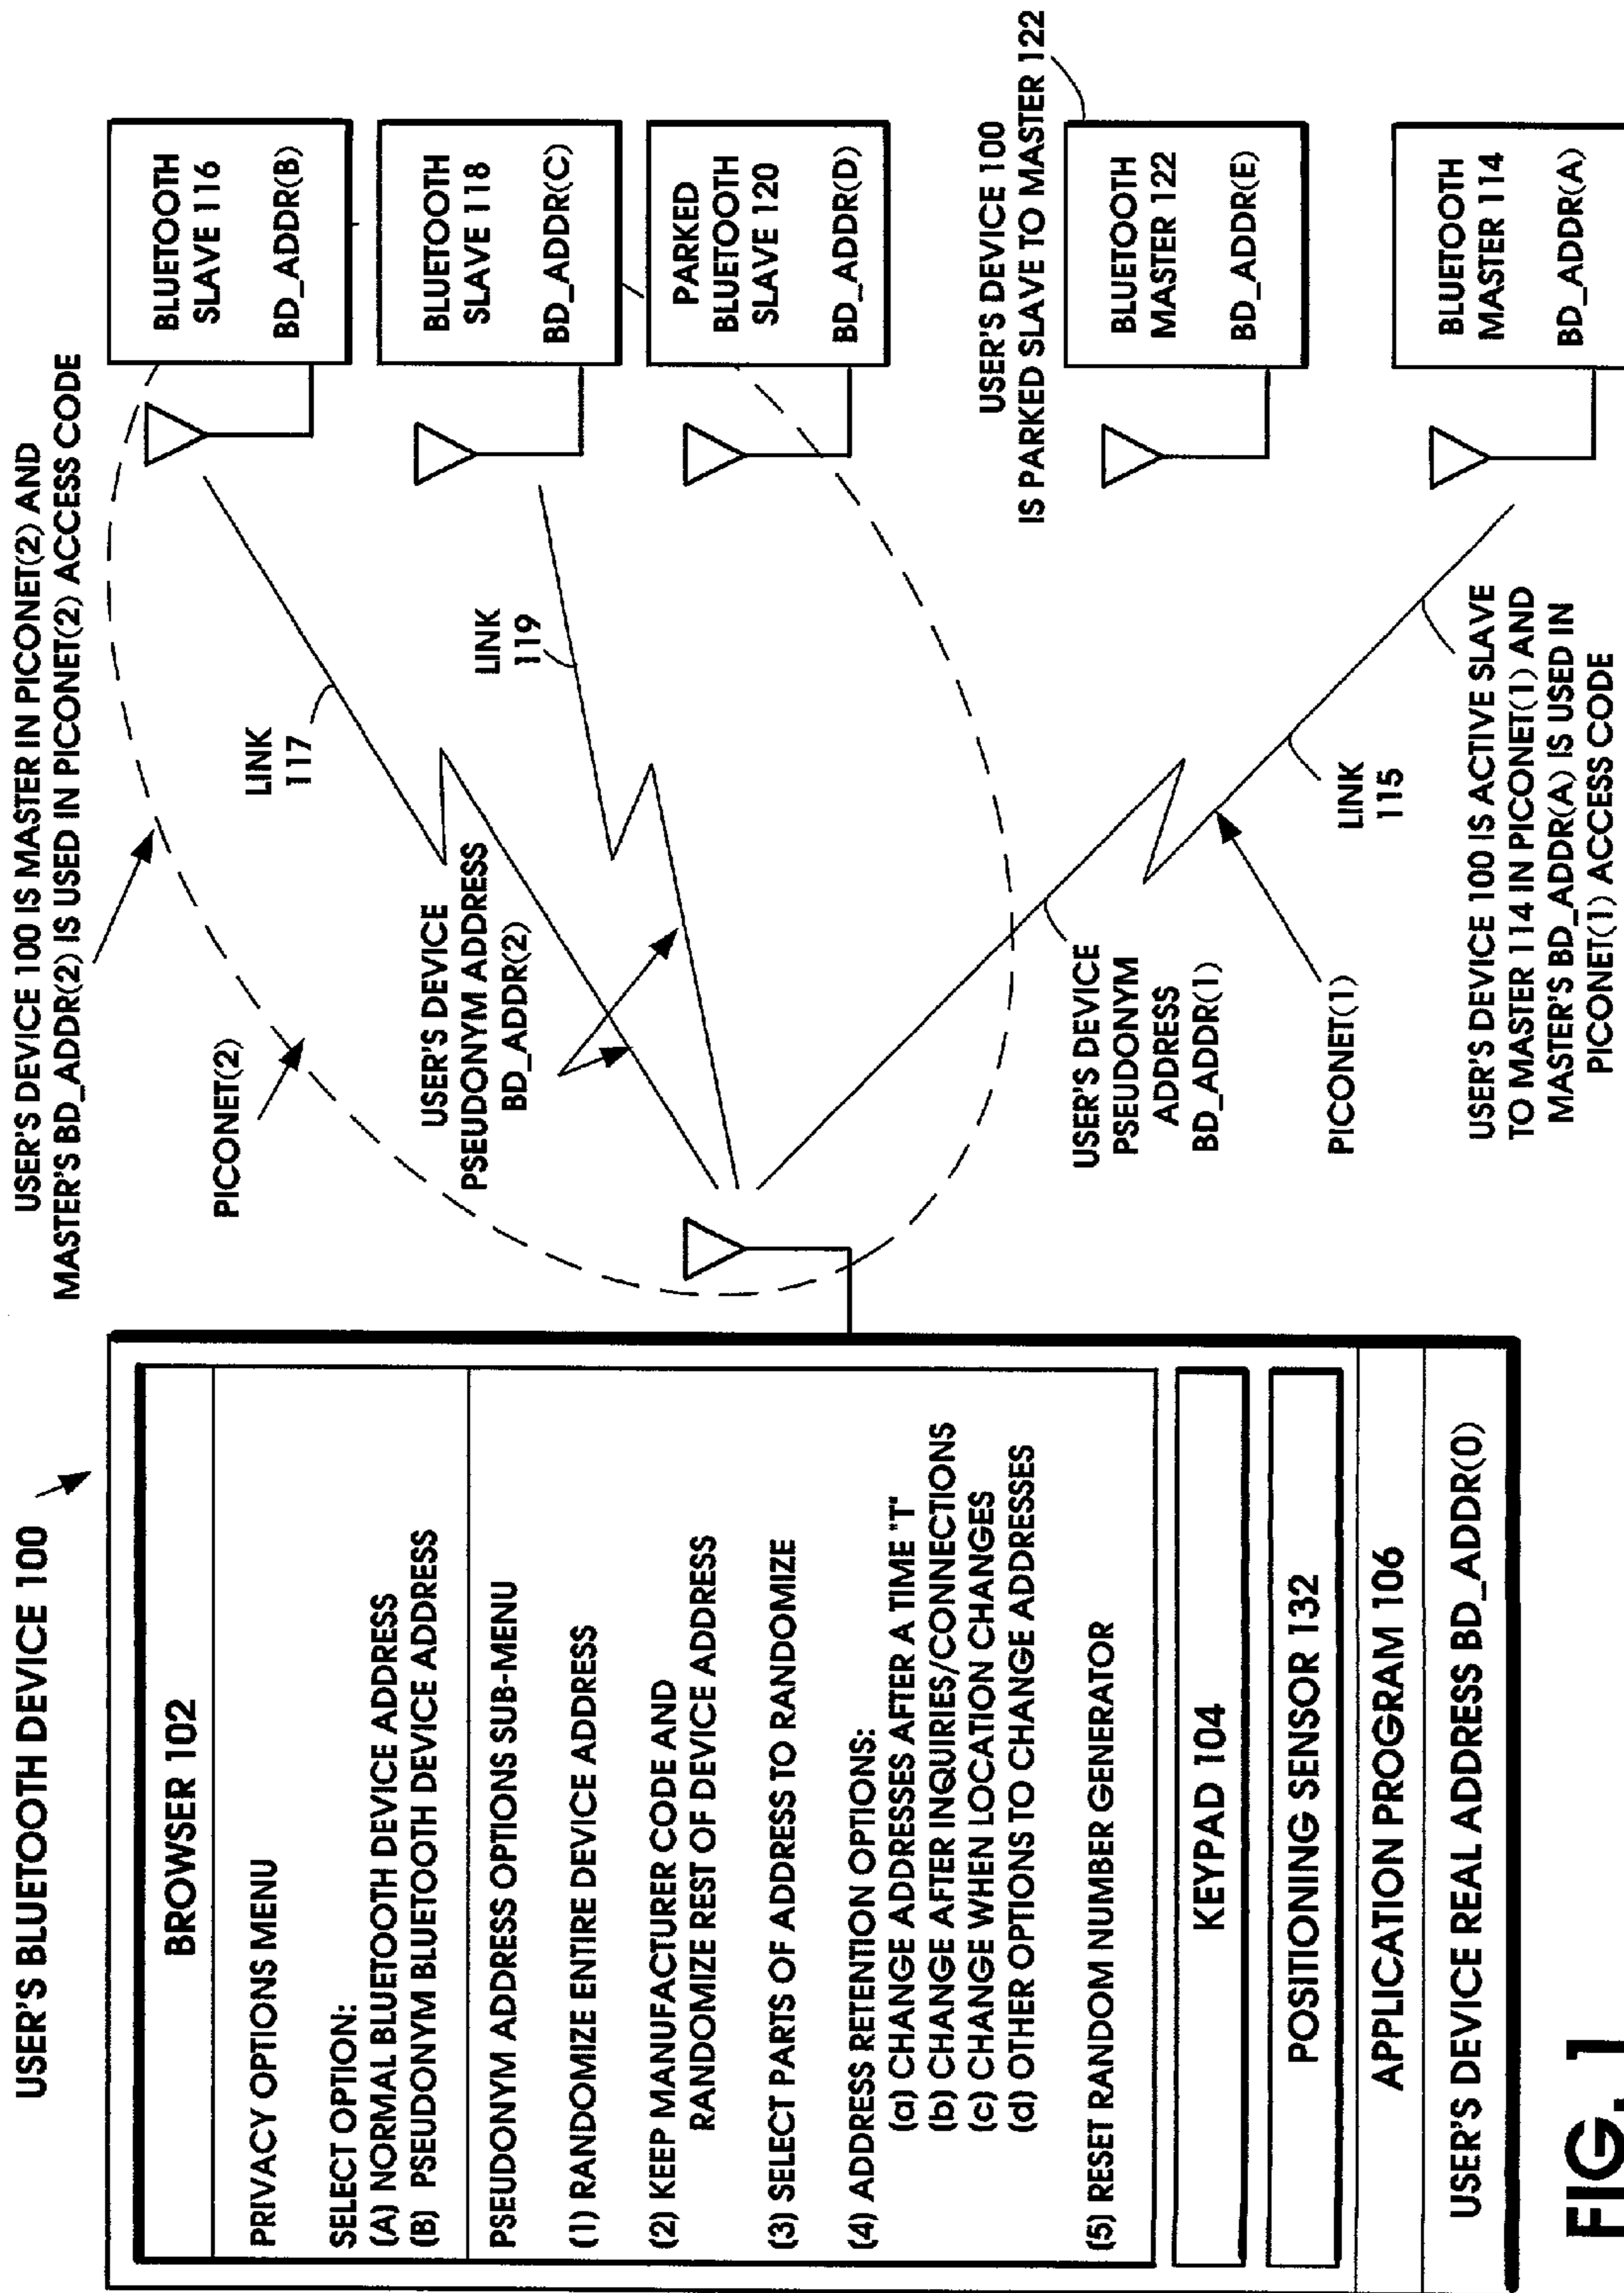 USER'S BLUETOOTH DEVICE 100
BROWSER 102
PRIVACY OPTIONS MENU
SELECT OPTION:
(A) NORMAL BLUETOOTH DEVICE ADDRESS
(B) PSEUDONYM BLUETOOTH DEVICE ADDRESS
PSEUDONYM ADDRESS OPTIONS SUB-MENU
(1) RANDOMIZE ENTIRE DEVICE ADDRESS
(2) KEEP MANUFACTURER CODE AND
RANDOMIZE REST OF DEVICE ADDRESS
(3) SELECT PARTS OF ADDRESS TO RANDOMIZE
(4) ADDRESS RETENTION OPTIONS:
(a) CHANGE ADDRESSES AFTER A TIME "T"
(b) CHANGE AFTER INQUIRIES/CONNECTIONS
(c) CHANGE WHEN LOCATION CHANGES
(d) OTHER OPTIONS TO CHANGE ADDRESSES
(5) RESET RANDOM NUMBER GENERATOR
KEYPAD 104
POSITIONING SENSOR 132
APPLICATION PROGRAM 106
USER'S DEVICE REAL ADDRESS BD_ADDR(0)
USER'S DEVICE 100 IS MASTER IN PICONET(2) AND
MASTER'S BD_ADDR(2) IS USED IN PICONET(2) ACCESS CODE
PICONET(2)
LINK
117
LINK
119
USER'S DEVICE
PSEUDONYM ADDRESS
BD_ADDR(2)
USER'S DEVICE
PSEUDONYM
ADDRESS
BD_ADDR(1)
PICONET(1)
LINK
115
USER'S DEVICE 100 IS ACTIVE SLAVE
TO MASTER 114 IN PICONET(1) AND
MASTER'S BD_ADDR(A) IS USED IN
PICONET(1) ACCESS CODE
BLUETOOTH
SLAVE 116
BD_ADDR(B)
BLUETOOTH
SLAVE 118
BD_ADDR(C)
PARKED
BLUETOOTH
SLAVE 120
BD_ADDR(D)
USER'S DEVICE 100
IS PARKED SLAVE TO MASTER 122
BLUETOOTH
MASTER 122
BD_ADDR(E)
BLUETOOTH
MASTER 114
BD_ADDR(A)
FIG. 1